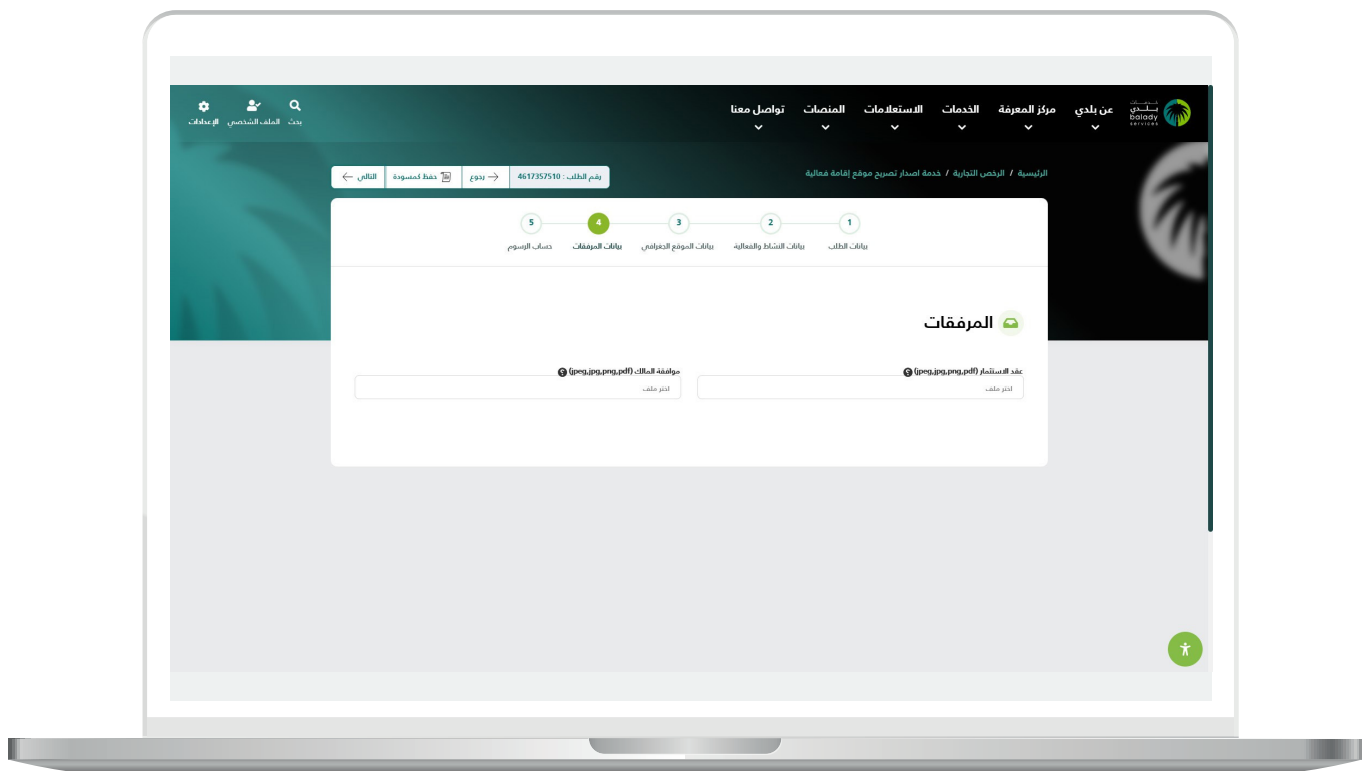 خدمات
بلدي
balady
services
عن بلدي
مركز المعرفة
الخدمات
الاستعلامات
المنصات
تواصل معنا
بحث
الملف الشخصي
الإعدادات
الرئيسية / الرخص التجارية / خدمة اصدار تصريح موقع إقامة فعالية
رقم الطلب : 4617357510
رجوع
حفظ كمسودة
التالي
1
بيانات الطلب
2
بيانات النشاط والفعالية
3
بيانات الموقع الجغرافي
4
بيانات المرفقات
5
حساب الرسوم
المرفقات
عقد الاستثمار (jpeg,jpg,png,pdf)
اختر ملف
موافقة المالك (jpeg,jpg,png,pdf)
اختر ملف